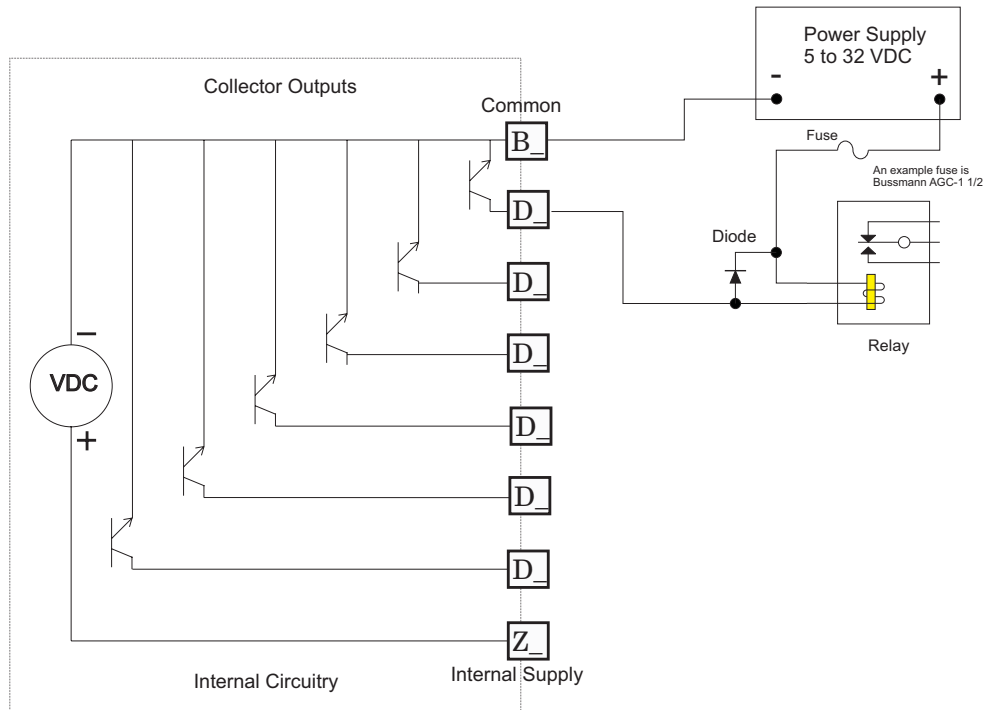 Power Supply
5 to 32 VDC
-
+
Collector Outputs
Common
B_
Fuse
An example fuse is
Bussmann AGC-1 1/2
D_
Diode
D_
Relay
D_
–
VDC
+
D_
D_
D_
Z_
Internal Supply
Internal Circuitry